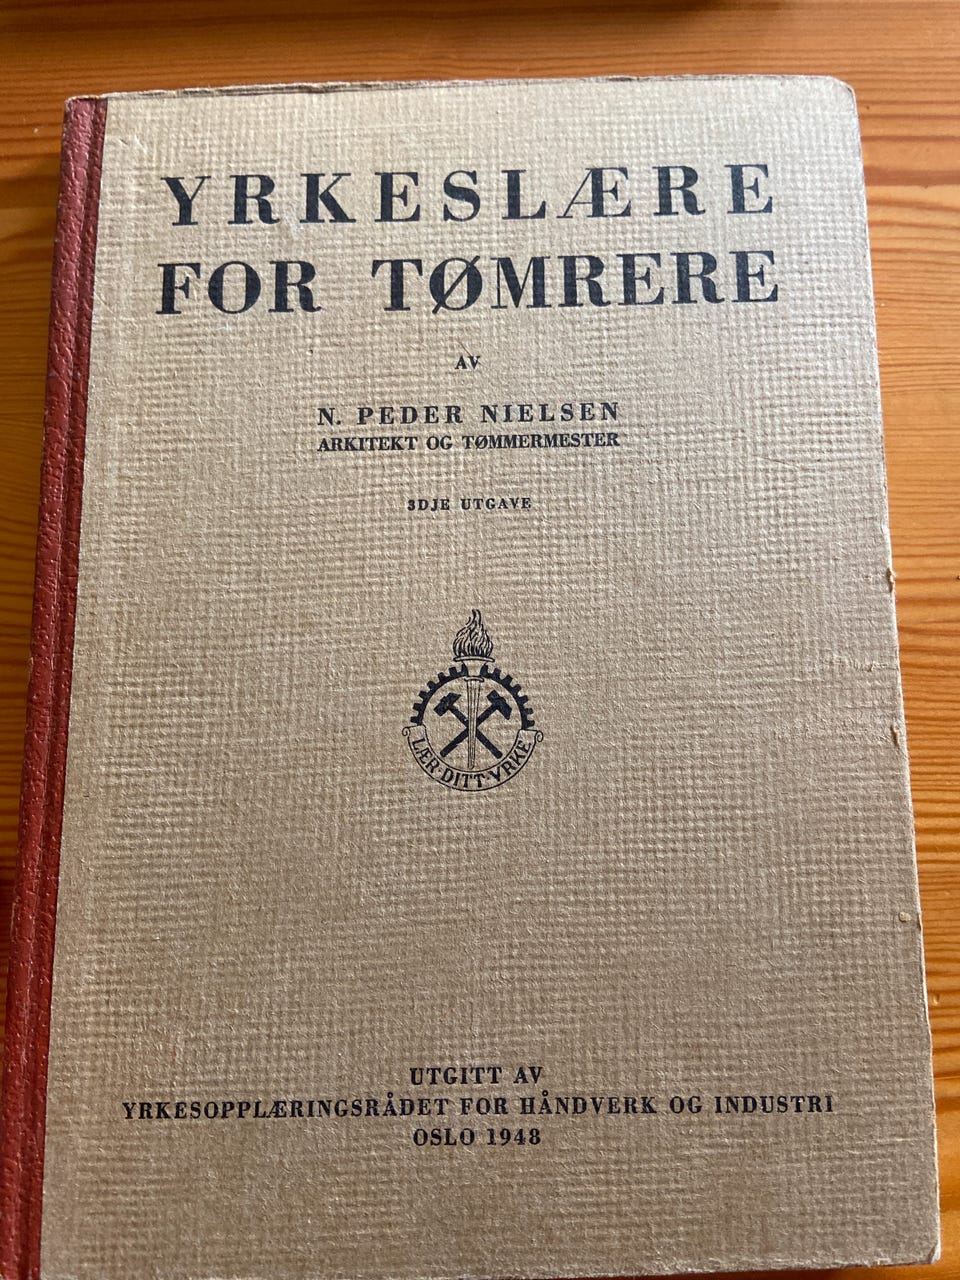 YRKESLÆRE
FOR TØMRERE
AV
N. PEDER NIELSEN
ARKITEKT OG TØMMERMESTER
3DJE UTGAVE
LÆR·DITT·YRKE
UTGITT AV
YRKESOPPLÆRINGSRÅDET FOR HÅNDVERK OG INDUSTRI
OSLO 1948